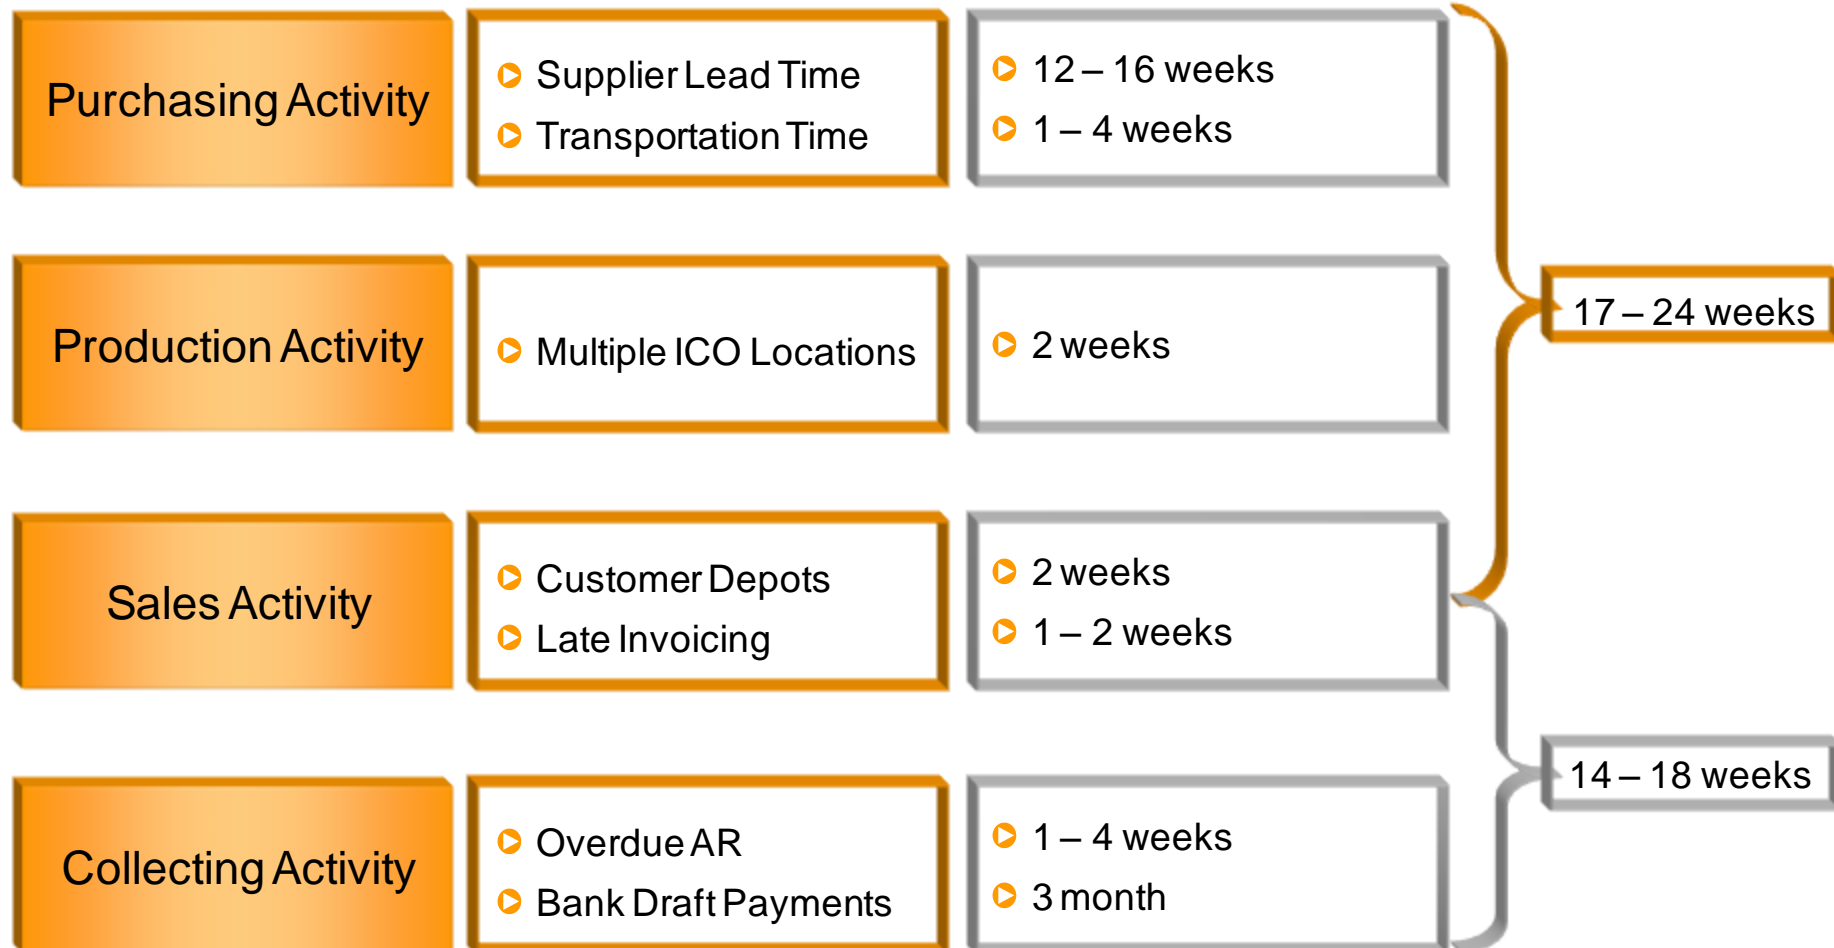 Purchasing Activity
Supplier Lead Time
Transportation Time
12 – 16 weeks
1 – 4 weeks
17 – 24 weeks
Production Activity
Multiple ICO Locations
2 weeks
Sales Activity
Customer Depots
Late Invoicing
2 weeks
1 – 2 weeks
14 – 18 weeks
Collecting Activity
Overdue AR
Bank Draft Payments
1 – 4 weeks
3 month